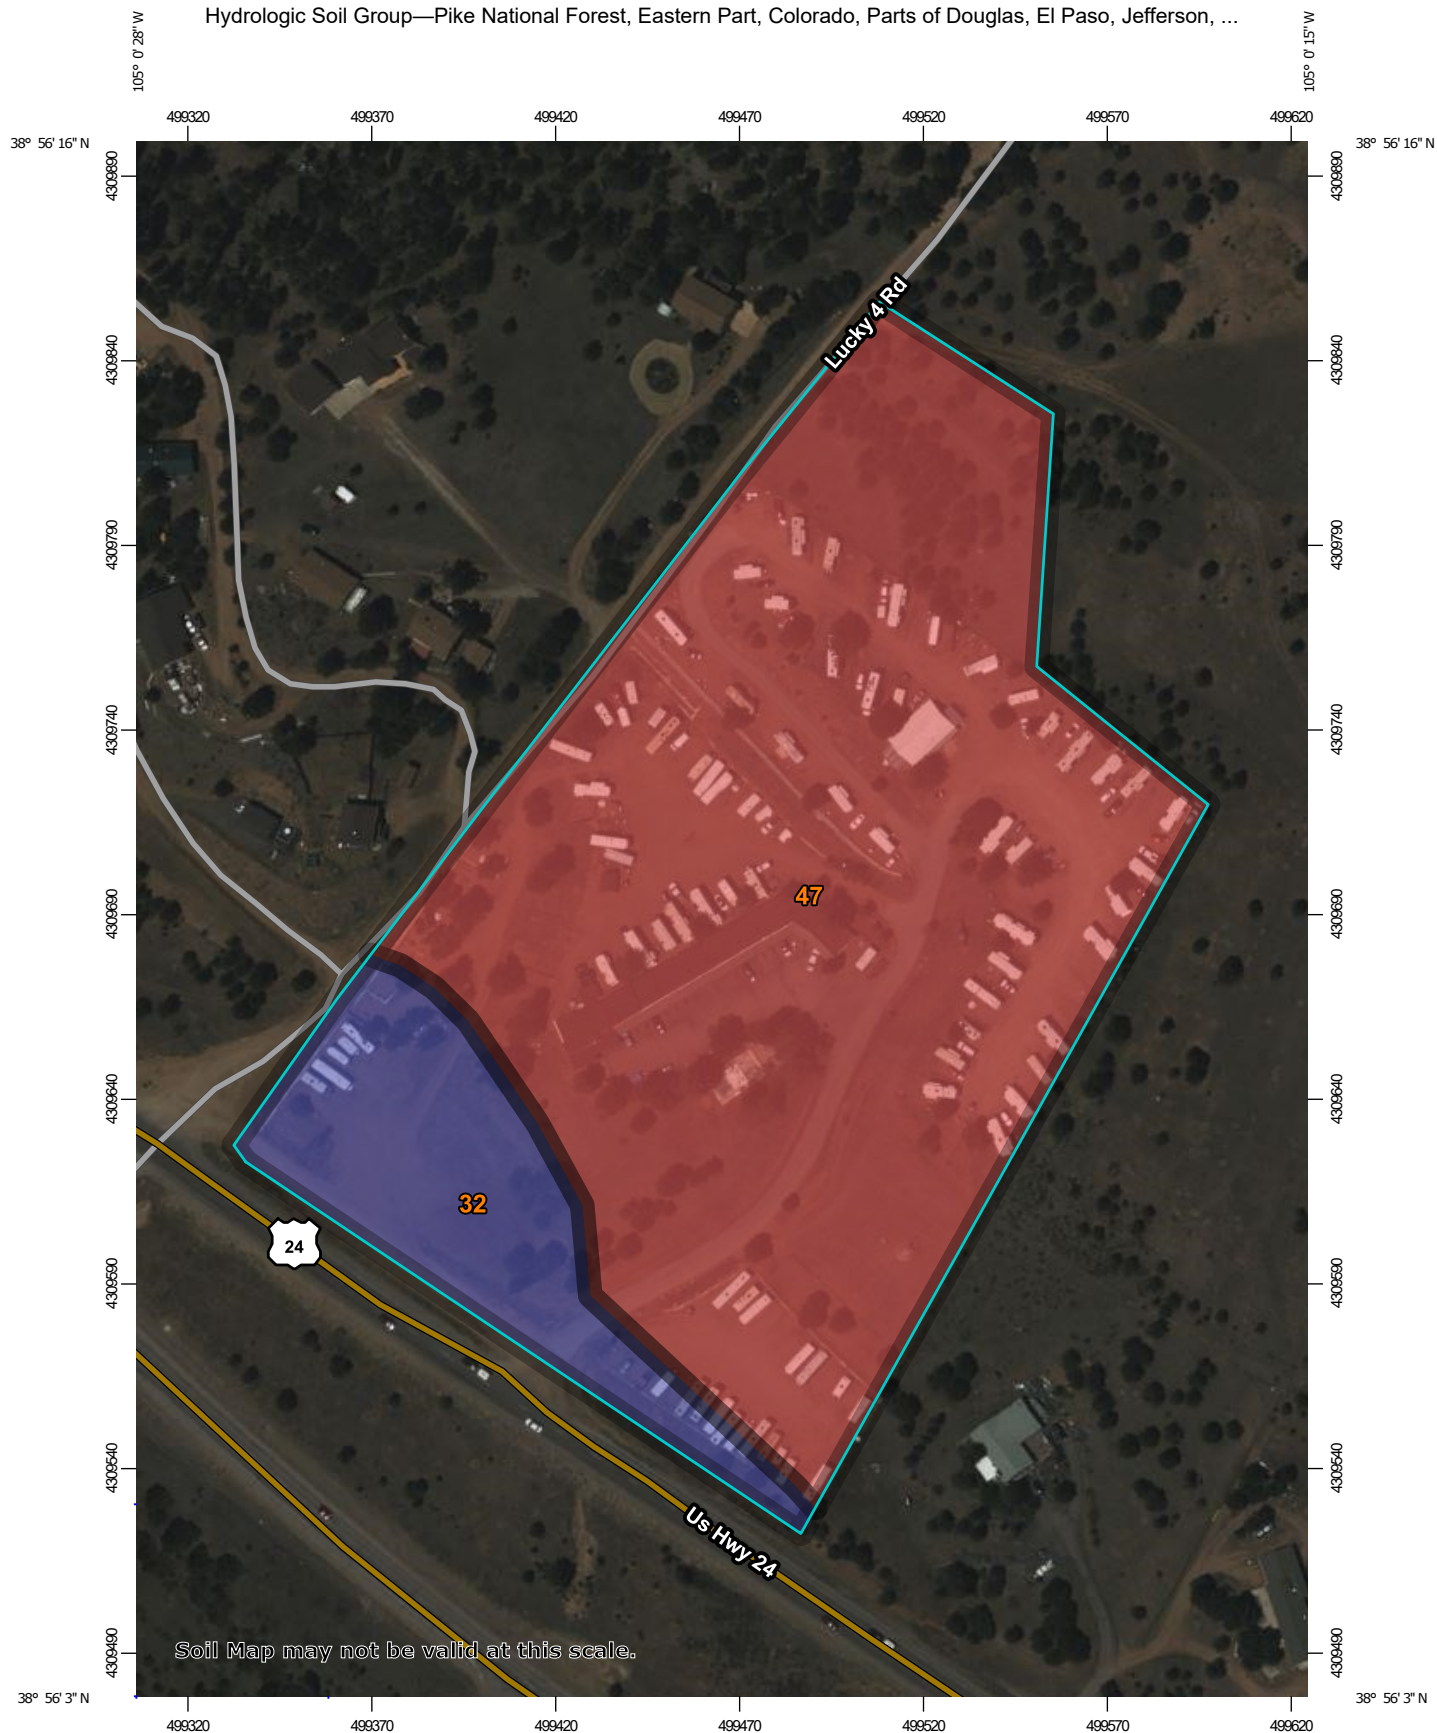 Hydrologic Soil Group—Pike National Forest, Eastern Part, Colorado, Parts of Douglas, El Paso, Jefferson, ...
105° 0' 28'' W
105° 0' 15'' W
499320 499370 499420 499470 499520 499570 499620
38° 56' 16'' N
38° 56' 16'' N
4309890
4309890
Lucky 4 Rd
4309840
4309840
4309790
4309790
4309740
4309740
47
4309690
4309690
4309640
4309640
32
24
4309590
4309590
4309540
4309540
Us Hwy 24
4309490
4309490
Soil Map may not be valid at this scale.
38° 56' 3'' N
38° 56' 3'' N
499320 499370 499420 499470 499520 499570 499620